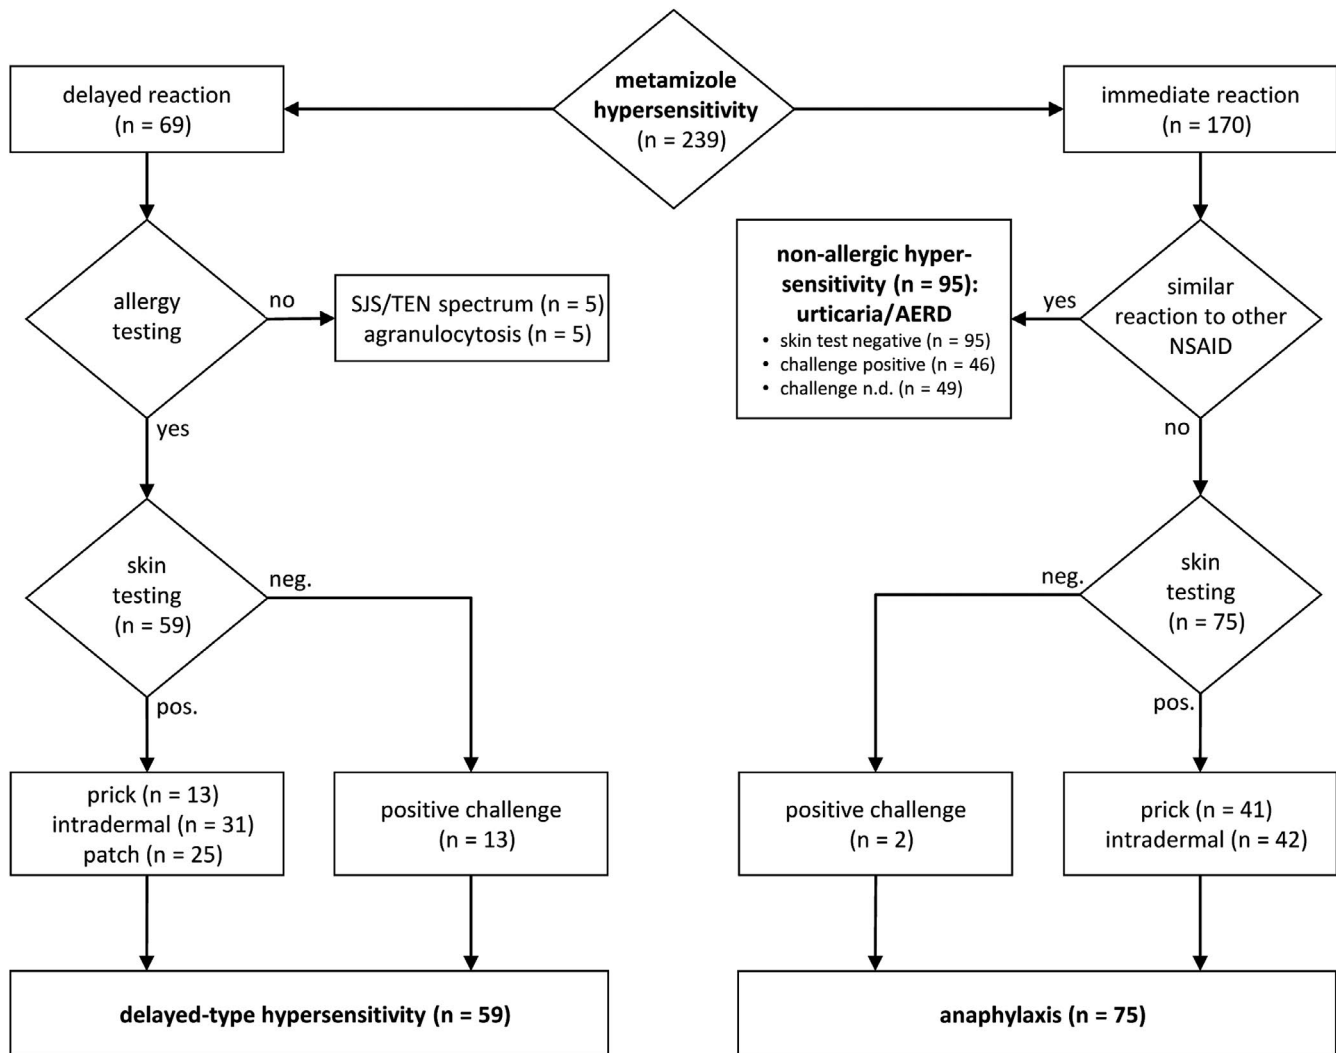 metamizole
hypersensitivity
(n = 239)
delayed reaction
(n = 69)
immediate reaction
(n = 170)
allergy
testing
no
SJS/TEN spectrum (n = 5)
agranulocytosis (n = 5)
yes
non-allergic hyper-
sensitivity (n = 95):
urticaria/AERD
• skin test negative (n = 95)
• challenge positive (n = 46)
• challenge n.d. (n = 49)
yes
similar
reaction to other
NSAID
no
skin
testing
(n = 59)
neg.
pos.
neg.
skin
testing
(n = 75)
pos.
prick (n = 13)
intradermal (n = 31)
patch (n = 25)
positive challenge
(n = 13)
positive challenge
(n = 2)
prick (n = 41)
intradermal (n = 42)
delayed-type hypersensitivity (n = 59)
anaphylaxis (n = 75)